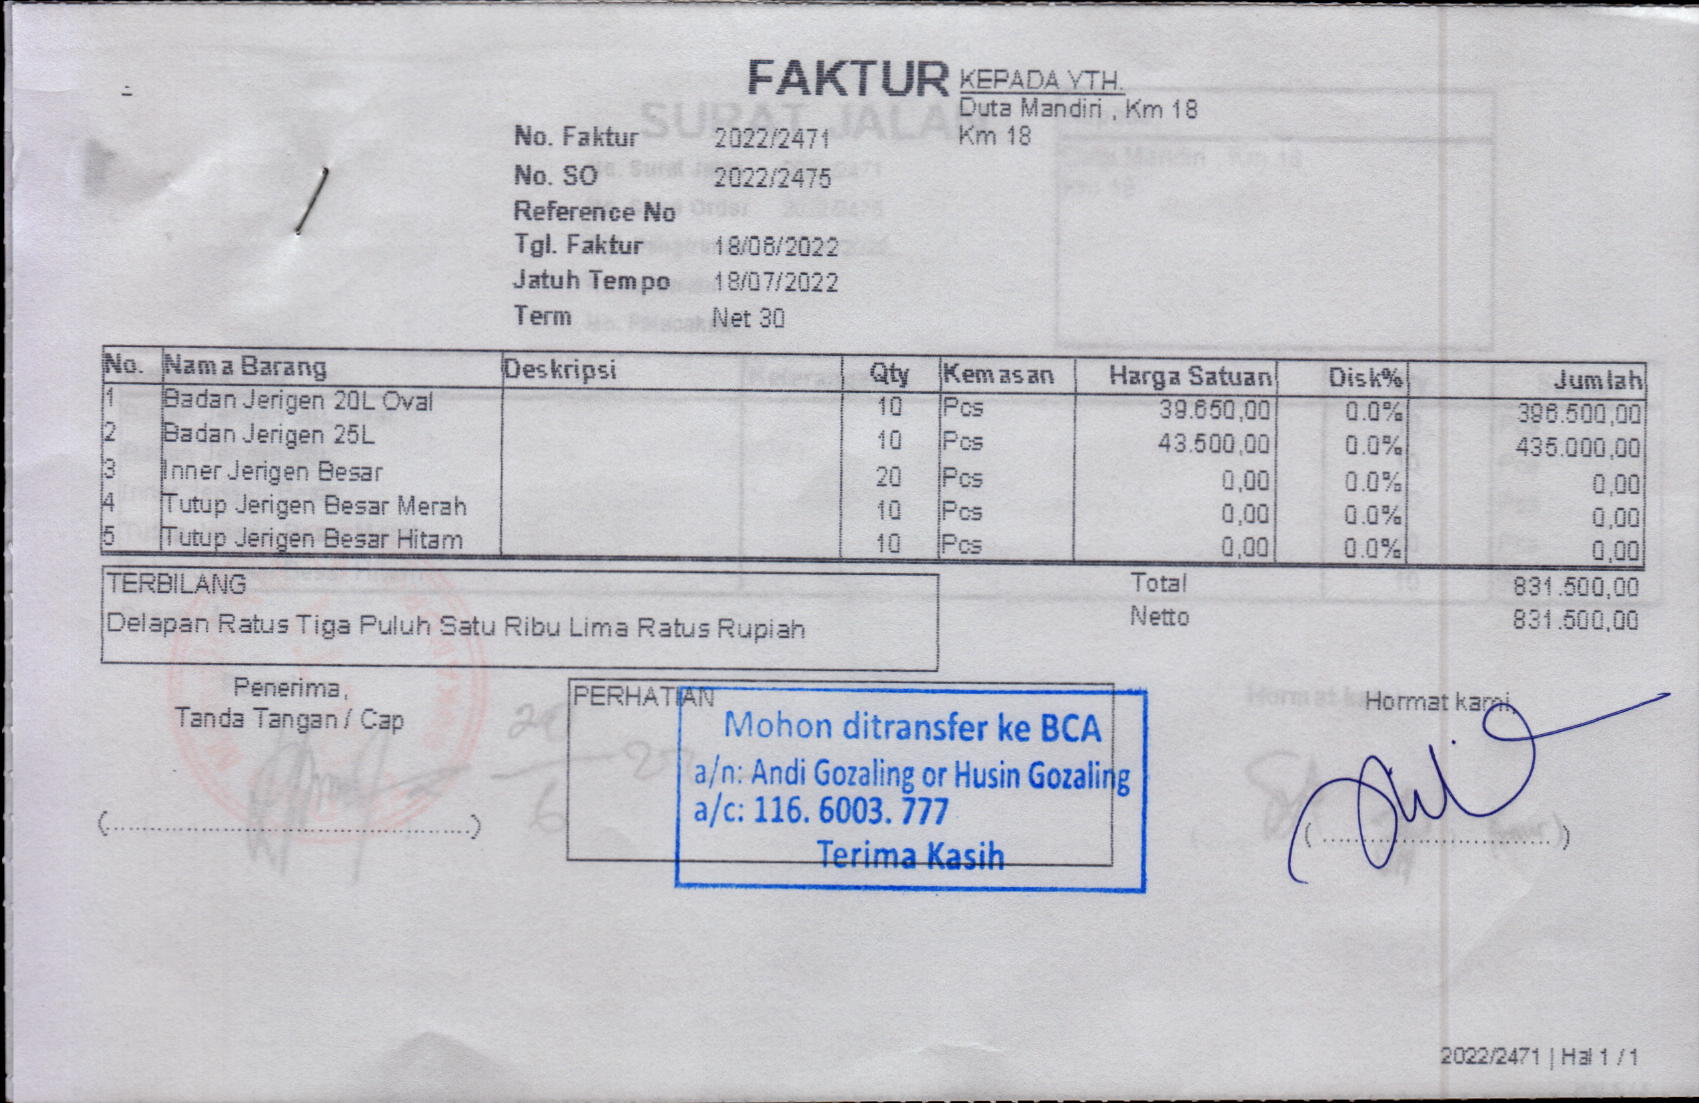 FAKTUR
KEPADA YTH.
Duta Mandiri , Km 18
Km 18
SURAT JALAN
No. Faktur 2022/2471
No. SO 2022/2475
Reference No
Tgl. Faktur 18/06/2022
Jatuh Tempo 18/07/2022
Term Net 30
No. Nama Barang Deskripsi Qty Kemasan Harga Satuan Disk% Jumlah
1 Badan Jerigen 20L Oval 10 Pcs 39.650,00 0.0% 396.500,00
2 Badan Jerigen 25L 10 Pcs 43.500,00 0.0% 435.000,00
3 Inner Jerigen Besar 20 Pcs 0,00 0.0% 0,00
4 Tutup Jerigen Besar Merah 10 Pcs 0,00 0.0% 0,00
5 Tutup Jerigen Besar Hitam 10 Pcs 0,00 0.0% 0,00
TERBILANG
Delapan Ratus Tiga Puluh Satu Ribu Lima Ratus Rupiah
Total 831.500,00
Netto 831.500,00
Penerima,
Tanda Tangan / Cap
(....................................................)
PERHATIAN
Mohon ditransfer ke BCA
a/n: Andi Gozaling or Husin Gozaling
a/c: 116. 6003. 777
Terima Kasih
Hormat kami,
(................................)
2022/2471 | Hal 1 / 1